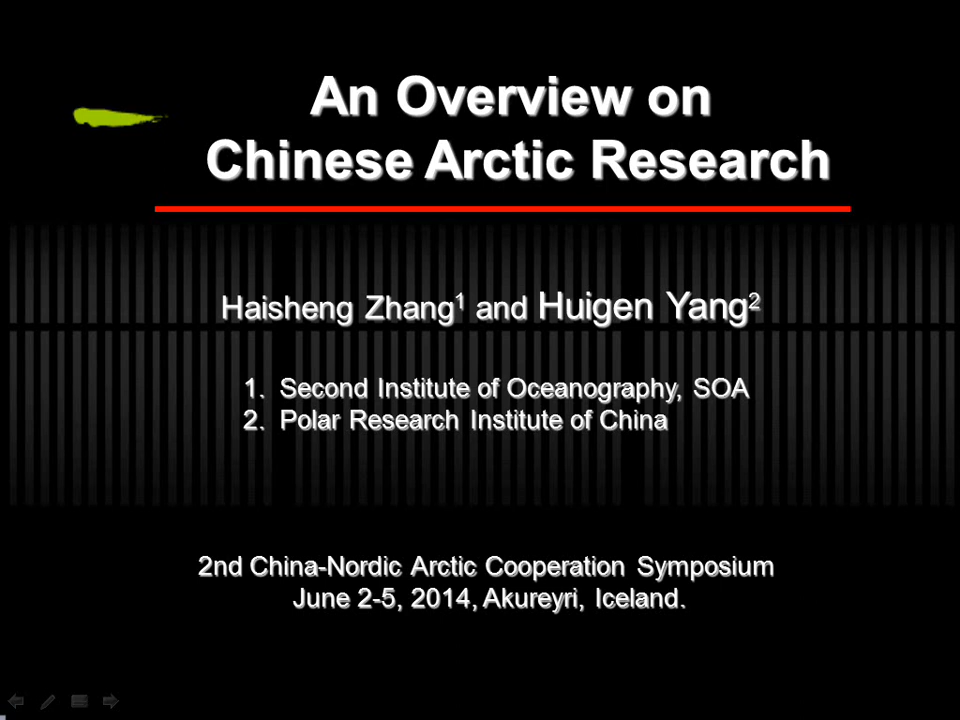 An Overview on
Chinese Arctic Research
Haisheng Zhang1 and Huigen Yang2
1. Second Institute of Oceanography, SOA
2. Polar Research Institute of China
2nd China-Nordic Arctic Cooperation Symposium
June 2-5, 2014, Akureyri, Iceland.